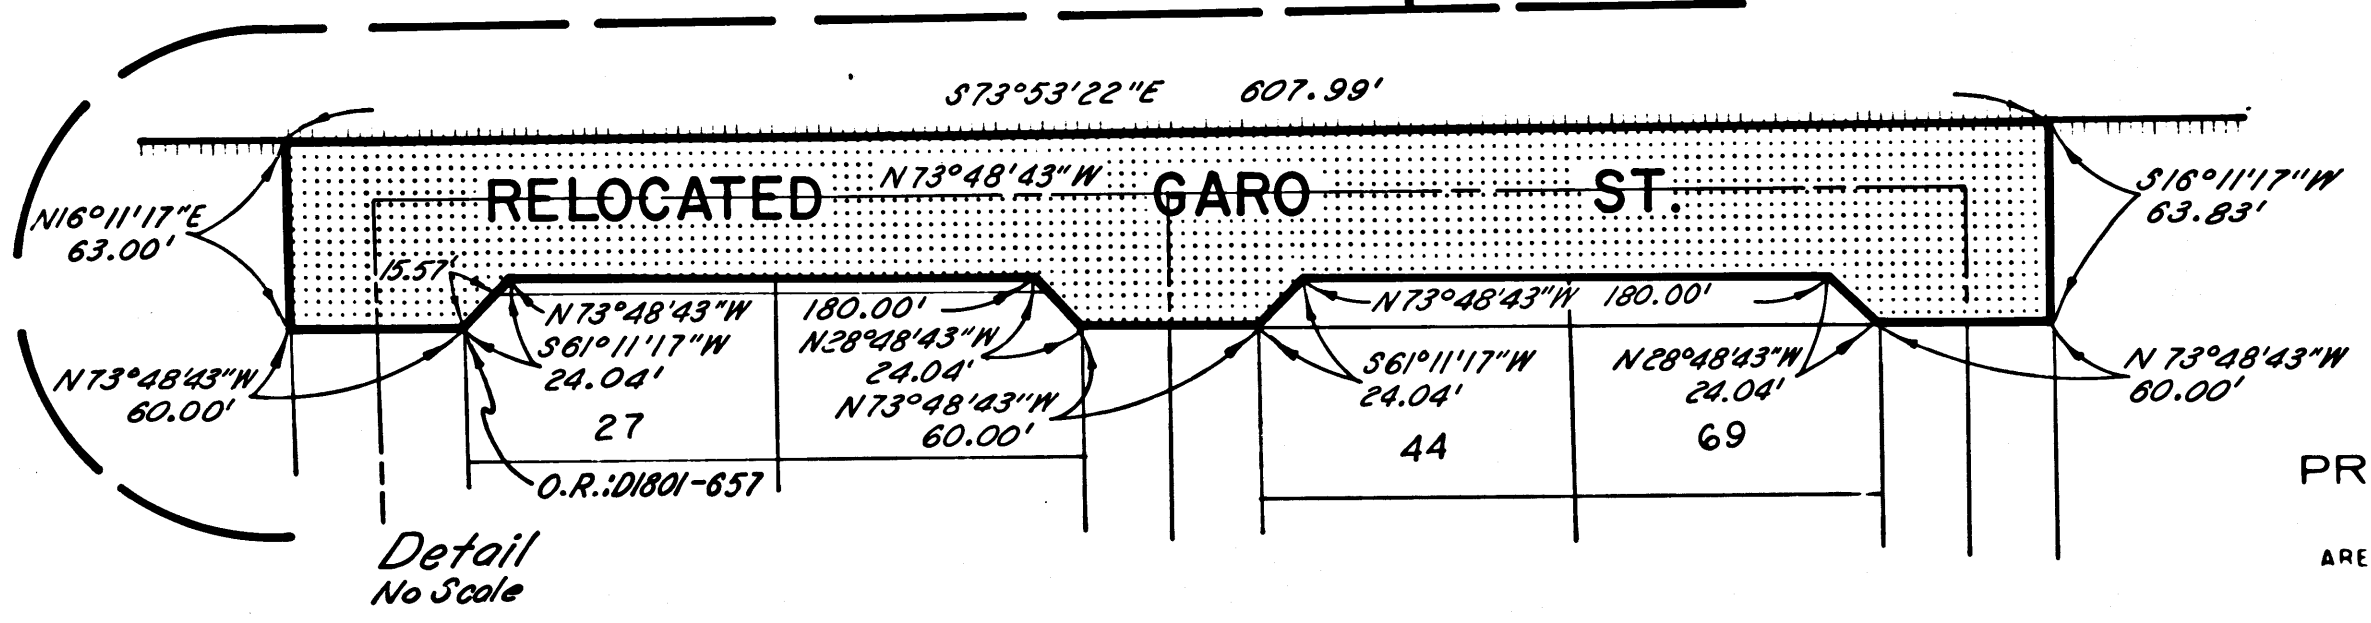 S73°53'22"E 607.99'
RELOCATED GARO ST.
N73°48'43"W
N16°11'17"E
63.00'
S16°11'17"W
63.83'
15.57'
N73°48'43"W 180.00'
S61°11'17"W
24.04'
N28°48'43"W
24.04'
N73°48'43"W 180.00'
S61°11'17"W
24.04'
N28°48'43"W
24.04'
N73°48'43"W
60.00'
N73°48'43"W
60.00'
N73°48'43"W
60.00'
27
44
69
O.R.:D1801-657
PR
ARE
Detail
No Scale